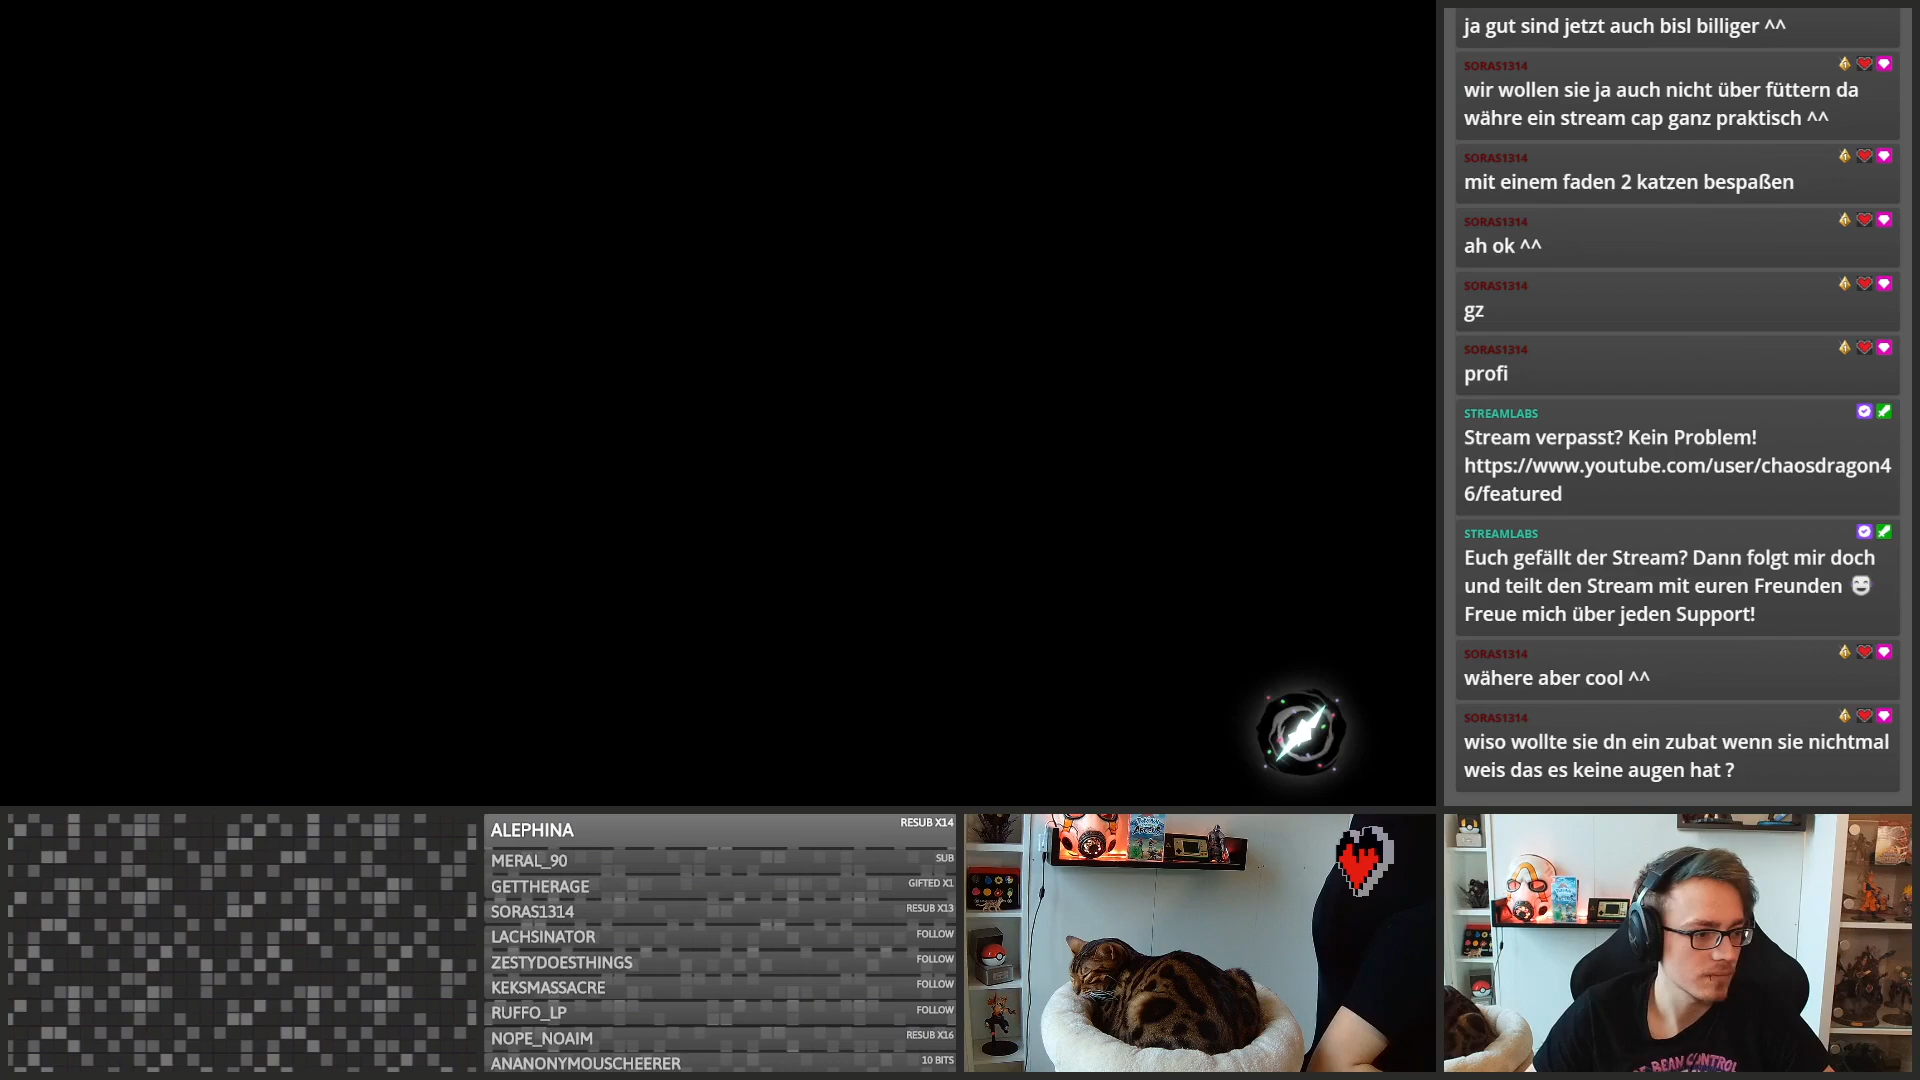 ja gut sind jetzt auch bisl billiger ^^
SORAS1314
wir wollen sie ja auch nicht über füttern da
währe ein stream cap ganz praktisch ^^
SORAS1314
mit einem faden 2 katzen bespaßen
SORAS1314
ah ok ^^
SORAS1314
gz
SORAS1314
profi
STREAMLABS
Stream verpasst? Kein Problem!
https://www.youtube.com/user/chaosdragon4
6/featured
STREAMLABS
Euch gefällt der Stream? Dann folgt mir doch
und teilt den Stream mit euren Freunden
Freue mich über jeden Support!
SORAS1314
wähere aber cool ^^
SORAS1314
wiso wollte sie dn ein zubat wenn sie nichtmal
weis das es keine augen hat ?
ALEPHINA RESUB X14
MERAL_90 SUB
GETTHERAGE GIFTED X1
SORAS1314 RESUB X13
LACHSINATOR FOLLOW
ZESTYDOESTHINGS FOLLOW
KEKSMASSACRE FOLLOW
RUFFO_LP FOLLOW
NOPE_NOAIM RESUB X16
ANANONYMOUSCHEERER 10 BITS
BEAN CONTROL